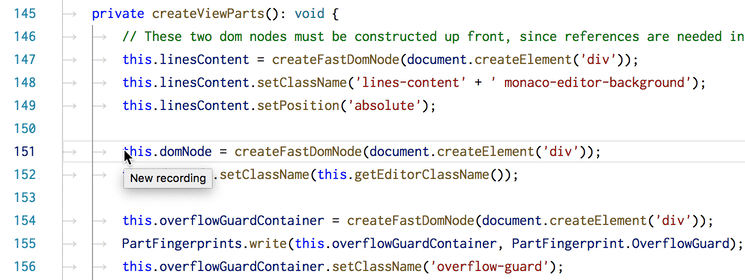 145 private createViewParts(): void {
146 // These two dom nodes must be constructed up front, since references are needed in
147 this.linesContent = createFastDomNode(document.createElement('div'));
148 this.linesContent.setClassName('lines-content' + ' monaco-editor-background');
149 this.linesContent.setPosition('absolute');
150
151 this.domNode = createFastDomNode(document.createElement('div'));
152 .setClassName(this.getEditorClassName());
New recording
153
154 this.overflowGuardContainer = createFastDomNode(document.createElement('div'));
155 PartFingerprints.write(this.overflowGuardContainer, PartFingerprint.OverflowGuard);
156 this.overflowGuardContainer.setClassName('overflow-guard');